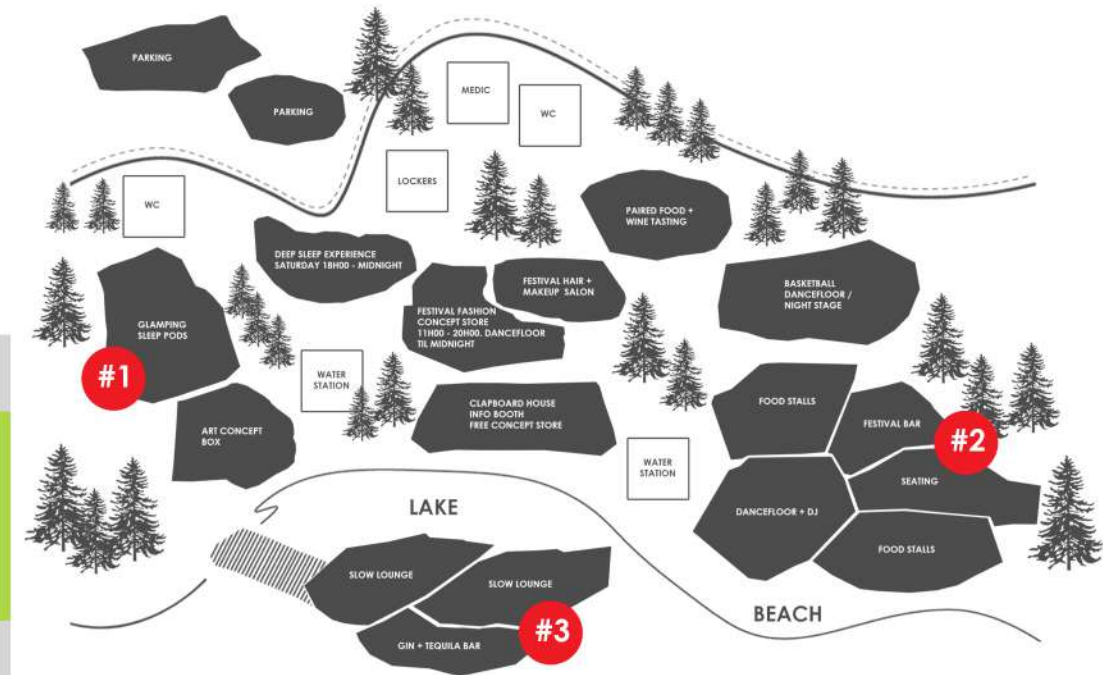 PARKING
PARKING
MEDIC
WC
LOCKERS
WC
PAIRED FOOD +
WINE TASTING
DEEP SLEEP EXPERIENCE
SATURDAY 18H00 - MIDNIGHT
FESTIVAL HAIR +
MAKEUP SALON
BASKETBALL
DANCEFLOOR /
NIGHT STAGE
FESTIVAL FASHION
CONCEPT STORE
11H00 - 20H00. DANCEFLOOR
TIL MIDNIGHT
GLAMPING
SLEEP PODS
#1
WATER
STATION
ART CONCEPT
BOX
CLAPBOARD HOUSE
INFO BOOTH
FREE CONCEPT STORE
FOOD STALLS
FESTIVAL BAR
#2
WATER
STATION
SEATING
DANCEFLOOR + DJ
FOOD STALLS
LAKE
SLOW LOUNGE
SLOW LOUNGE
BEACH
GIN + TEQUILA BAR
#3